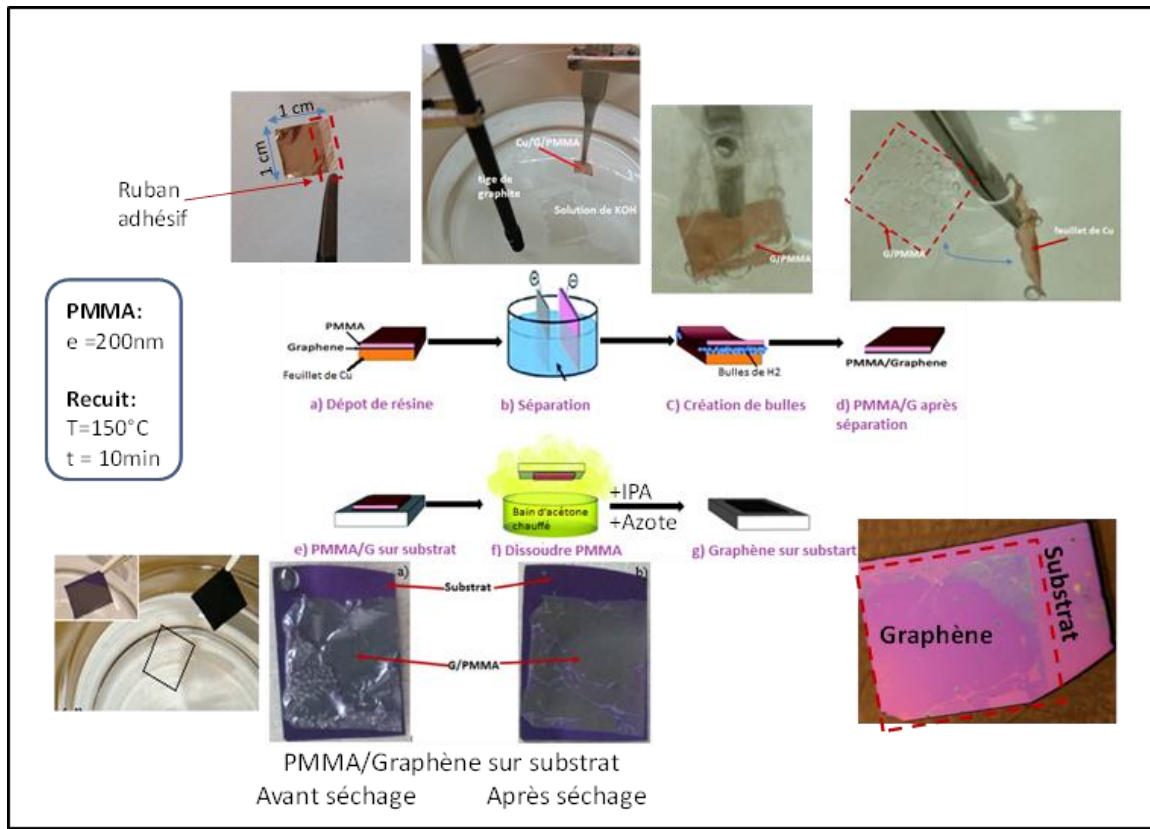 1 cm
1 cm
Ruban
adhésif
Cu/G/PMMA
tige de
graphite
Solution de KOH
G/PMMA
G/PMMA
feuillet de Cu
PMMA:
e =200nm
Recuit:
T=150°C
t = 10min
PMMA
Graphene
Feuillet de Cu
a) Dépot de résine
b) Séparation
Bulles de H2
C) Création de bulles
PMMA/Graphene
d) PMMA/G après
séparation
e) PMMA/G sur substrat
Bain d'acétone
chauffé
f) Dissoudre PMMA
+IPA
+Azote
g) Graphène sur substart
a)
Substrat
b)
G/PMMA
Graphène
Substrat
PMMA/Graphène sur substrat
Avant séchage
Après séchage